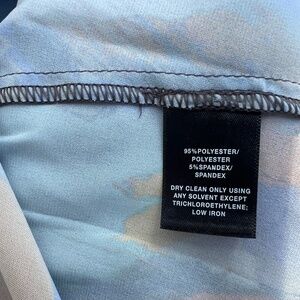 95%POLYESTER/
POLYESTER
5%SPANDEX/
SPANDEX
DRY CLEAN ONLY USING
ANY SOLVENT EXCEPT
TRICHLOROETHYLENE;
LOW IRON